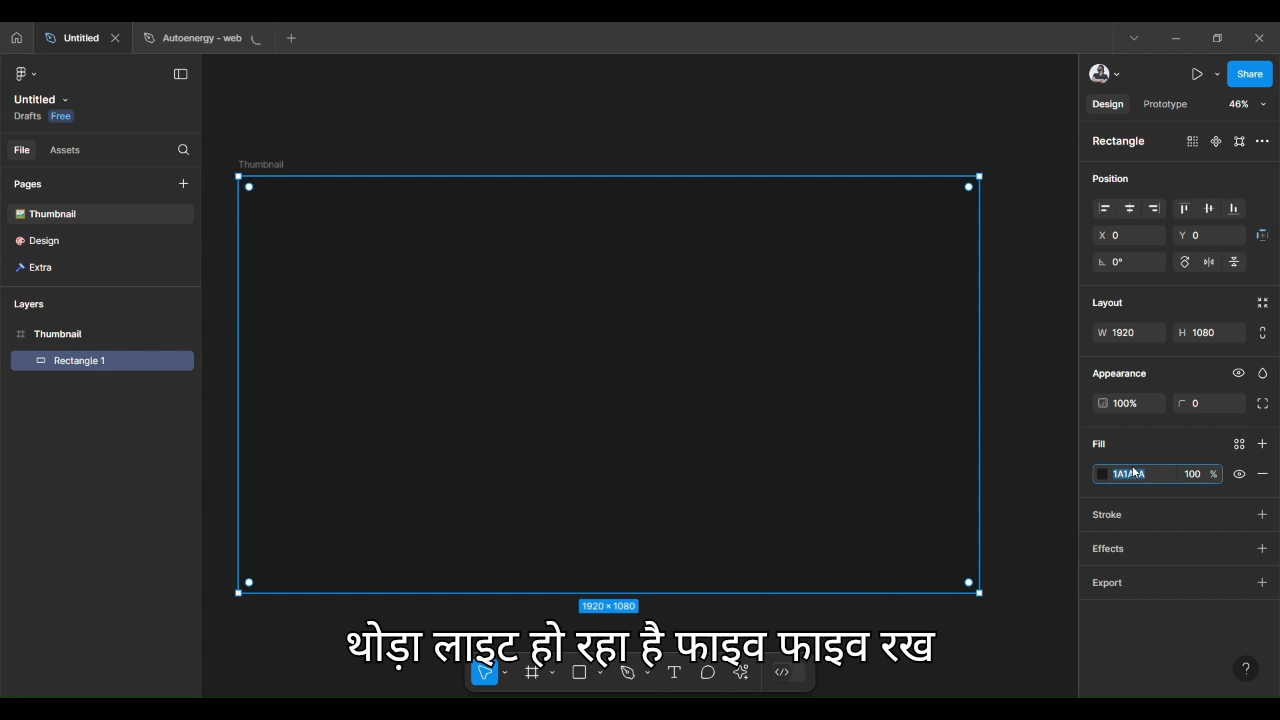 Untitled
Autoenergy - web
Untitled
Drafts Free
File Assets
Pages
Thumbnail
Design
Extra
Layers
Thumbnail
Rectangle 1
Thumbnail
1920 × 1080
Share
Design Prototype 46%
Rectangle
Position
X 0 Y 0
0°
Layout
W 1920 H 1080
Appearance
100% 0
Fill
1A1A1A 100 %
Stroke
Effects
Export
थोड़ा लाइट हो रहा है फाइव फाइव रख
?